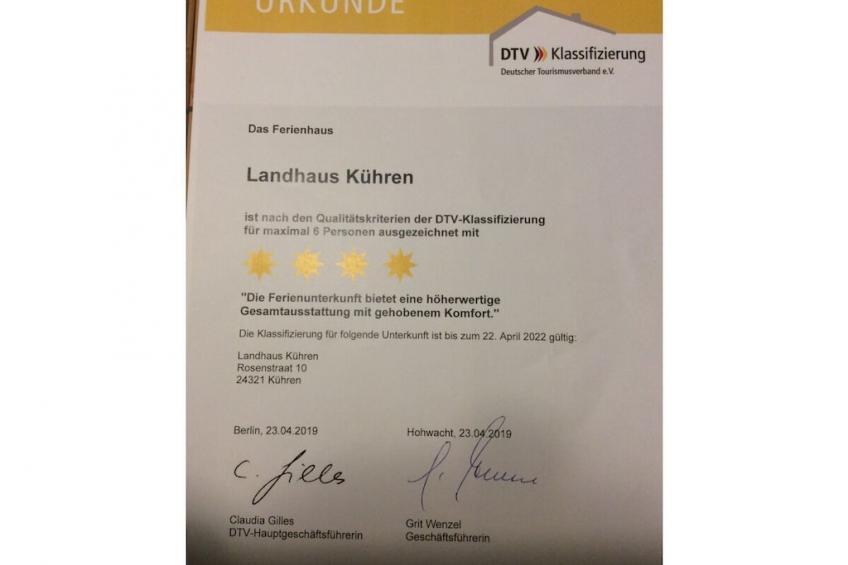 URKUNDE
DTV Klassifizierung
Deutscher Tourismusverband e.V.
Das Ferienhaus
Landhaus Kühren
ist nach den Qualitätskriterien der DTV-Klassifizierung
für maximal 6 Personen ausgezeichnet mit
"Die Ferienunterkunft bietet eine höherwertige
Gesamtausstattung mit gehobenem Komfort."
Die Klassifizierung für folgende Unterkunft ist bis zum 22. April 2022 gültig:
Landhaus Kühren
Rosenstraat 10
24321 Kühren
Berlin, 23.04.2019
Hohwacht, 23.04.2019
C. Gilles
Claudia Gilles
DTV-Hauptgeschäftsführerin
Grit Wenzel
Geschäftsführerin